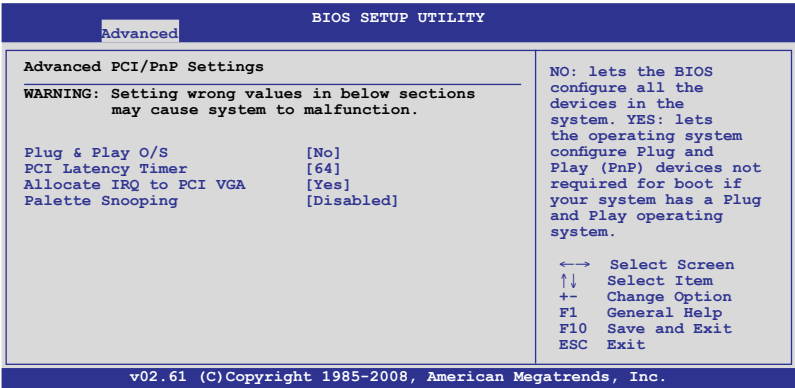 BIOS SETUP UTILITY
Advanced
Advanced PCI/PnP Settings
WARNING: Setting wrong values in below sections
may cause system to malfunction.
Plug & Play O/S [No]
PCI Latency Timer [64]
Allocate IRQ to PCI VGA [Yes]
Palette Snooping [Disabled]
NO: lets the BIOS
configure all the
devices in the
system. YES: lets
the operating system
configure Plug and
Play (PnP) devices not
required for boot if
your system has a Plug
and Play operating
system.
←→ Select Screen
↑↓ Select Item
+- Change Option
F1 General Help
F10 Save and Exit
ESC Exit
v02.61 (C)Copyright 1985-2008, American Megatrends, Inc.